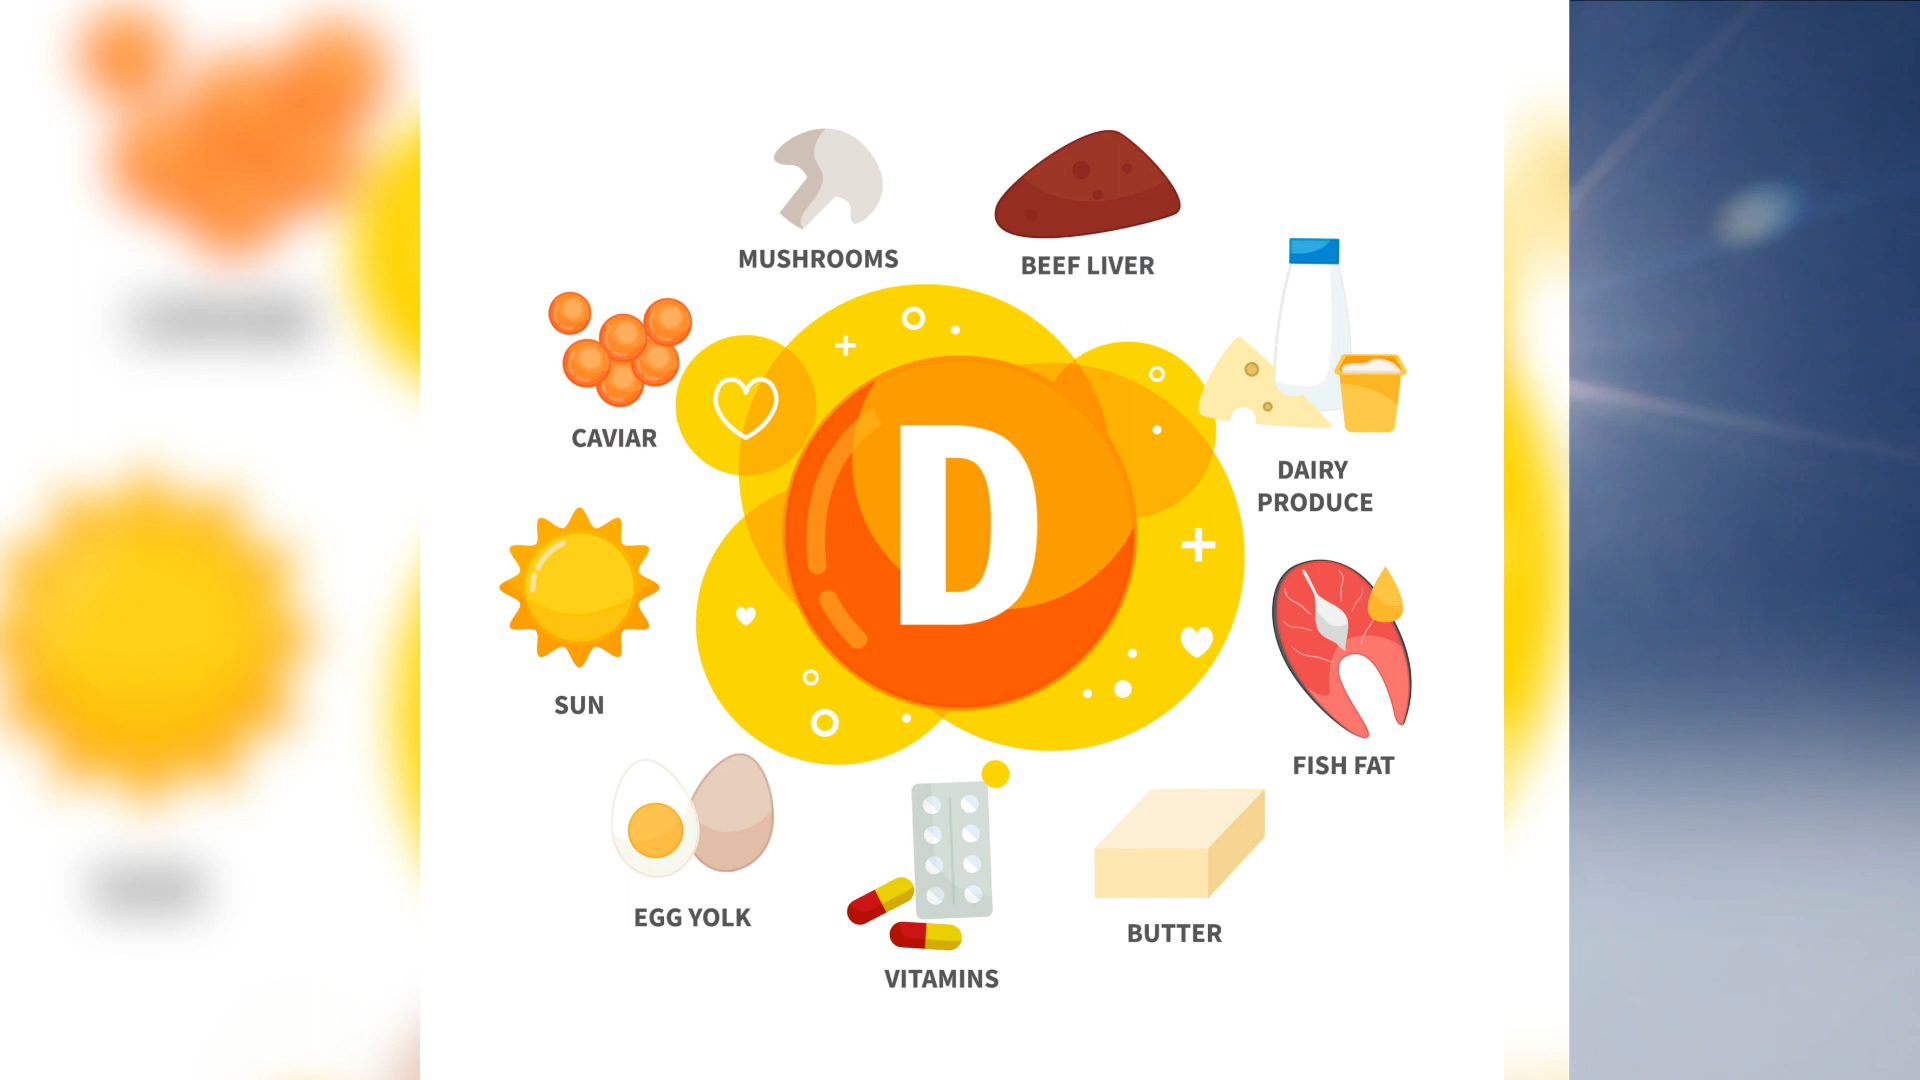 MUSHROOMS
BEEF LIVER
CAVIAR
D
DAIRY
PRODUCE
SUN
FISH FAT
EGG YOLK
BUTTER
VITAMINS